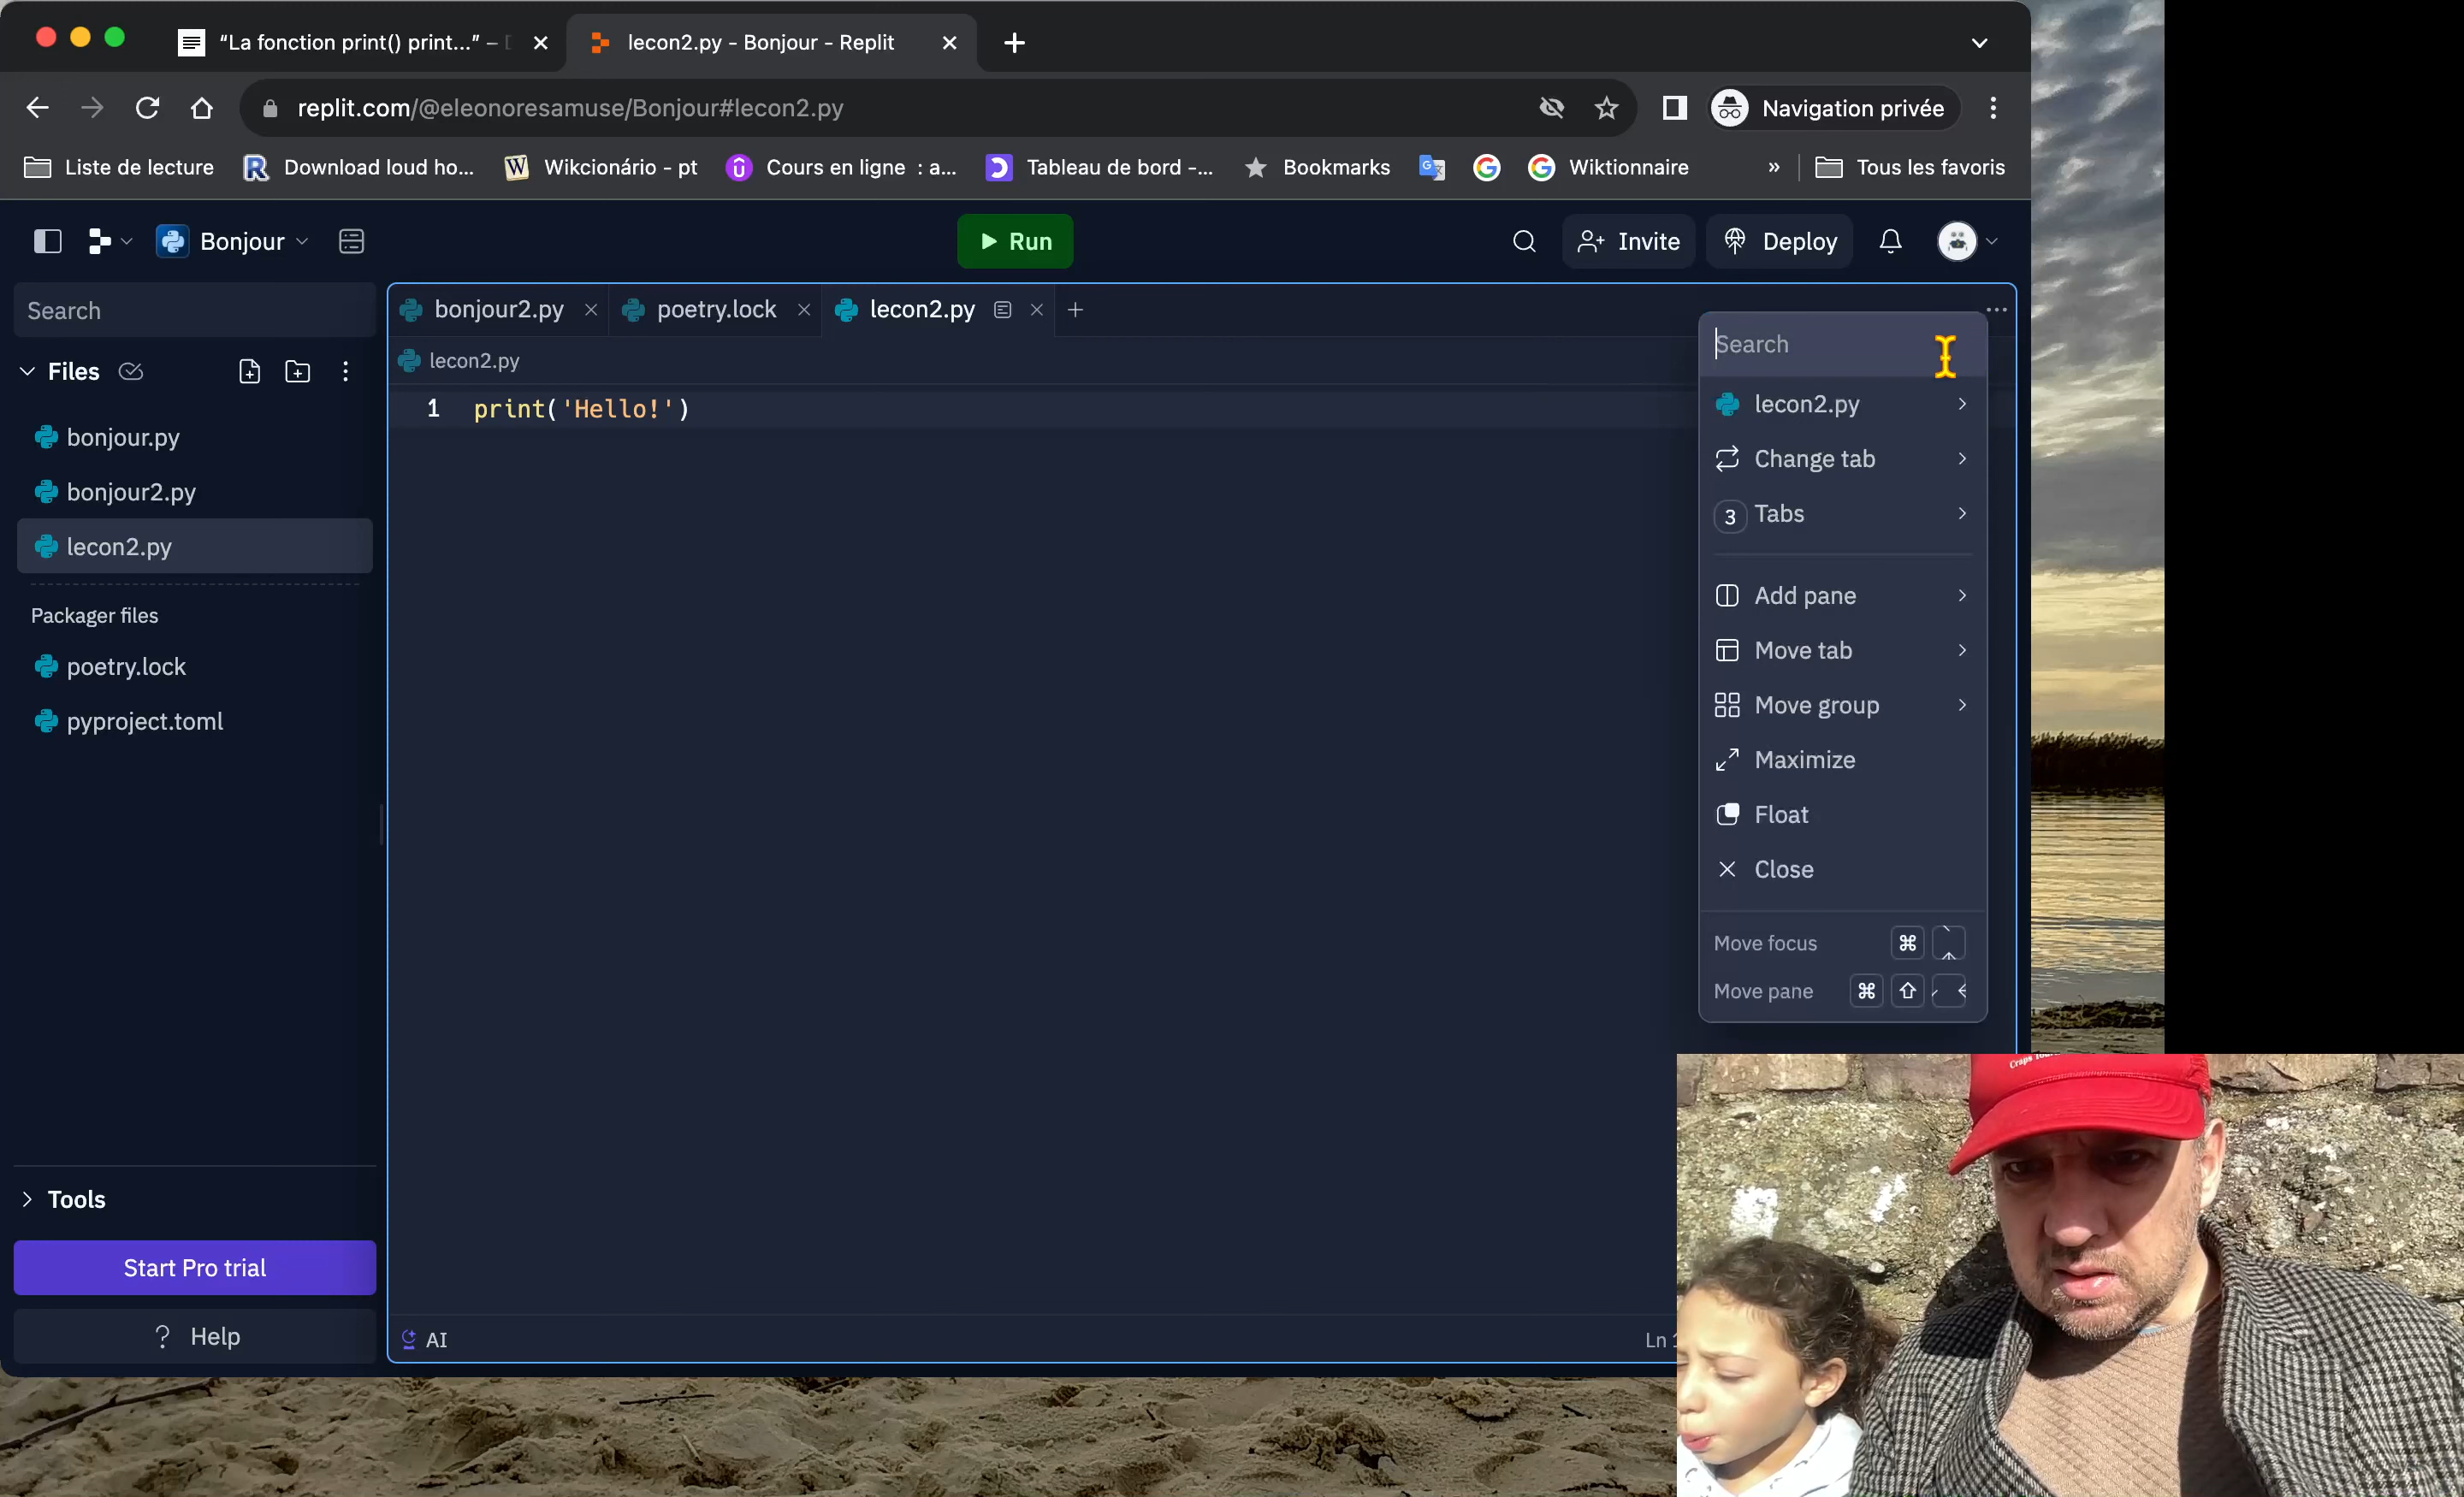 “La fonction print() print...” –
lecon2.py - Bonjour - Replit
replit.com/@eleonoresamuse/Bonjour#lecon2.py
Navigation privée
Liste de lecture
Download loud ho...
Wikcionário - pt
Cours en ligne : a...
Tableau de bord -...
Bookmarks
Wiktionnaire
»
Tous les favoris
Bonjour
Run
Invite
Deploy
Search
bonjour2.py
poetry.lock
lecon2.py
Files
lecon2.py
1 print('Hello!')
bonjour.py
bonjour2.py
lecon2.py
Packager files
poetry.lock
pyproject.toml
Search
lecon2.py
Change tab
3 Tabs
Add pane
Move tab
Move group
Maximize
Float
Close
Move focus ⌘
Move pane ⌘ ⇧
Tools
Start Pro trial
? Help
AI
Ln
Craps